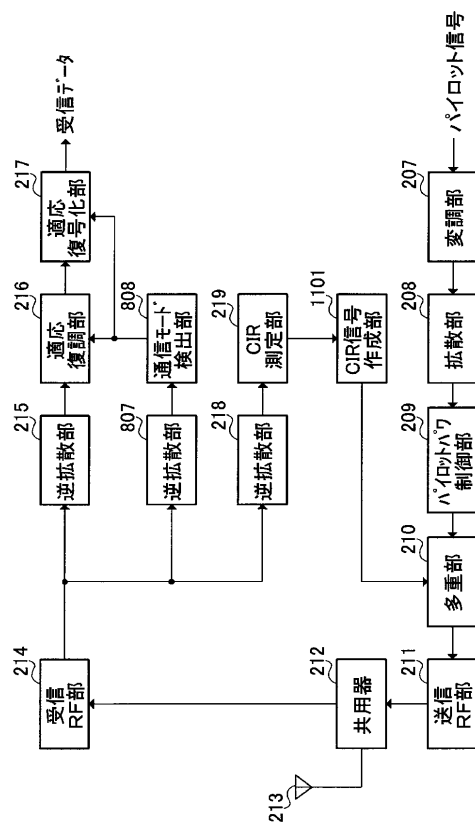 217
適応
復号化部
受信データ
216
適応
復調部
808
通信モード
検出部
215
逆拡散部
807
逆拡散部
218
逆拡散部
219
CIR
測定部
1101
CIR信号
作成部
214
受信
RF部
212
共用器
213
211
送信
RF部
210
多重部
209
パイロットパワ
制御部
208
拡散部
207
変調部
パイロット信号